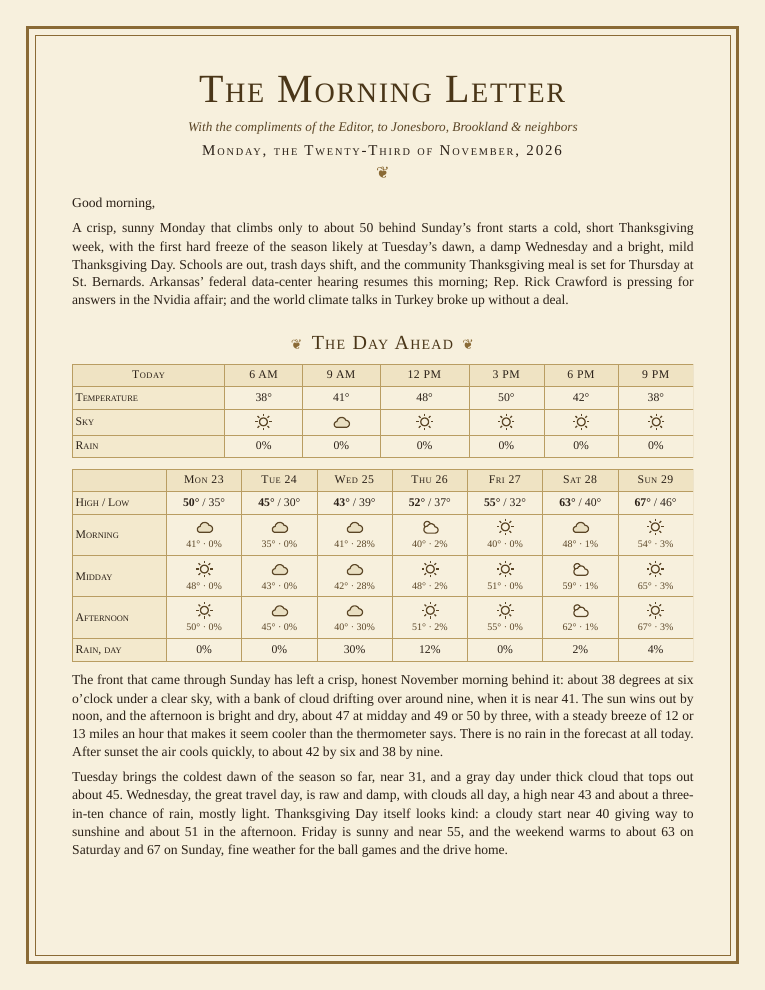 The Morning Letter
With the compliments of the Editor, to Jonesboro, Brookland & neighbors
Monday, the Twenty-Third of November, 2026
Good morning,
A crisp, sunny Monday that climbs only to about 50 behind Sunday’s front starts a cold, short Thanksgiving
week, with the first hard freeze of the season likely at Tuesday’s dawn, a damp Wednesday and a bright, mild
Thanksgiving Day. Schools are out, trash days shift, and the community Thanksgiving meal is set for Thursday at
St. Bernards. Arkansas’ federal data-center hearing resumes this morning; Rep. Rick Crawford is pressing for
answers in the Nvidia affair; and the world climate talks in Turkey broke up without a deal.
The Day Ahead
Today 6 AM 9 AM 12 PM 3 PM 6 PM 9 PM
Temperature 38° 41° 48° 50° 42° 38°
Sky
Rain 0% 0% 0% 0% 0% 0%
Mon 23 Tue 24 Wed 25 Thu 26 Fri 27 Sat 28 Sun 29
High / Low 50° / 35° 45° / 30° 43° / 39° 52° / 37° 55° / 32° 63° / 40° 67° / 46°
Morning 41° · 0% 35° · 0% 41° · 28% 40° · 2% 40° · 0% 48° · 1% 54° · 3%
Midday 48° · 0% 43° · 0% 42° · 28% 48° · 2% 51° · 0% 59° · 1% 65° · 3%
Afternoon 50° · 0% 45° · 0% 40° · 30% 51° · 2% 55° · 0% 62° · 1% 67° · 3%
Rain, day 0% 0% 30% 12% 0% 2% 4%
The front that came through Sunday has left a crisp, honest November morning behind it: about 38 degrees at six
o’clock under a clear sky, with a bank of cloud drifting over around nine, when it is near 41. The sun wins out by
noon, and the afternoon is bright and dry, about 47 at midday and 49 or 50 by three, with a steady breeze of 12 or
13 miles an hour that makes it seem cooler than the thermometer says. There is no rain in the forecast at all today.
After sunset the air cools quickly, to about 42 by six and 38 by nine.
Tuesday brings the coldest dawn of the season so far, near 31, and a gray day under thick cloud that tops out
about 45. Wednesday, the great travel day, is raw and damp, with clouds all day, a high near 43 and about a three-
in-ten chance of rain, mostly light. Thanksgiving Day itself looks kind: a cloudy start near 40 giving way to
sunshine and about 51 in the afternoon. Friday is sunny and near 55, and the weekend warms to about 63 on
Saturday and 67 on Sunday, fine weather for the ball games and the drive home.